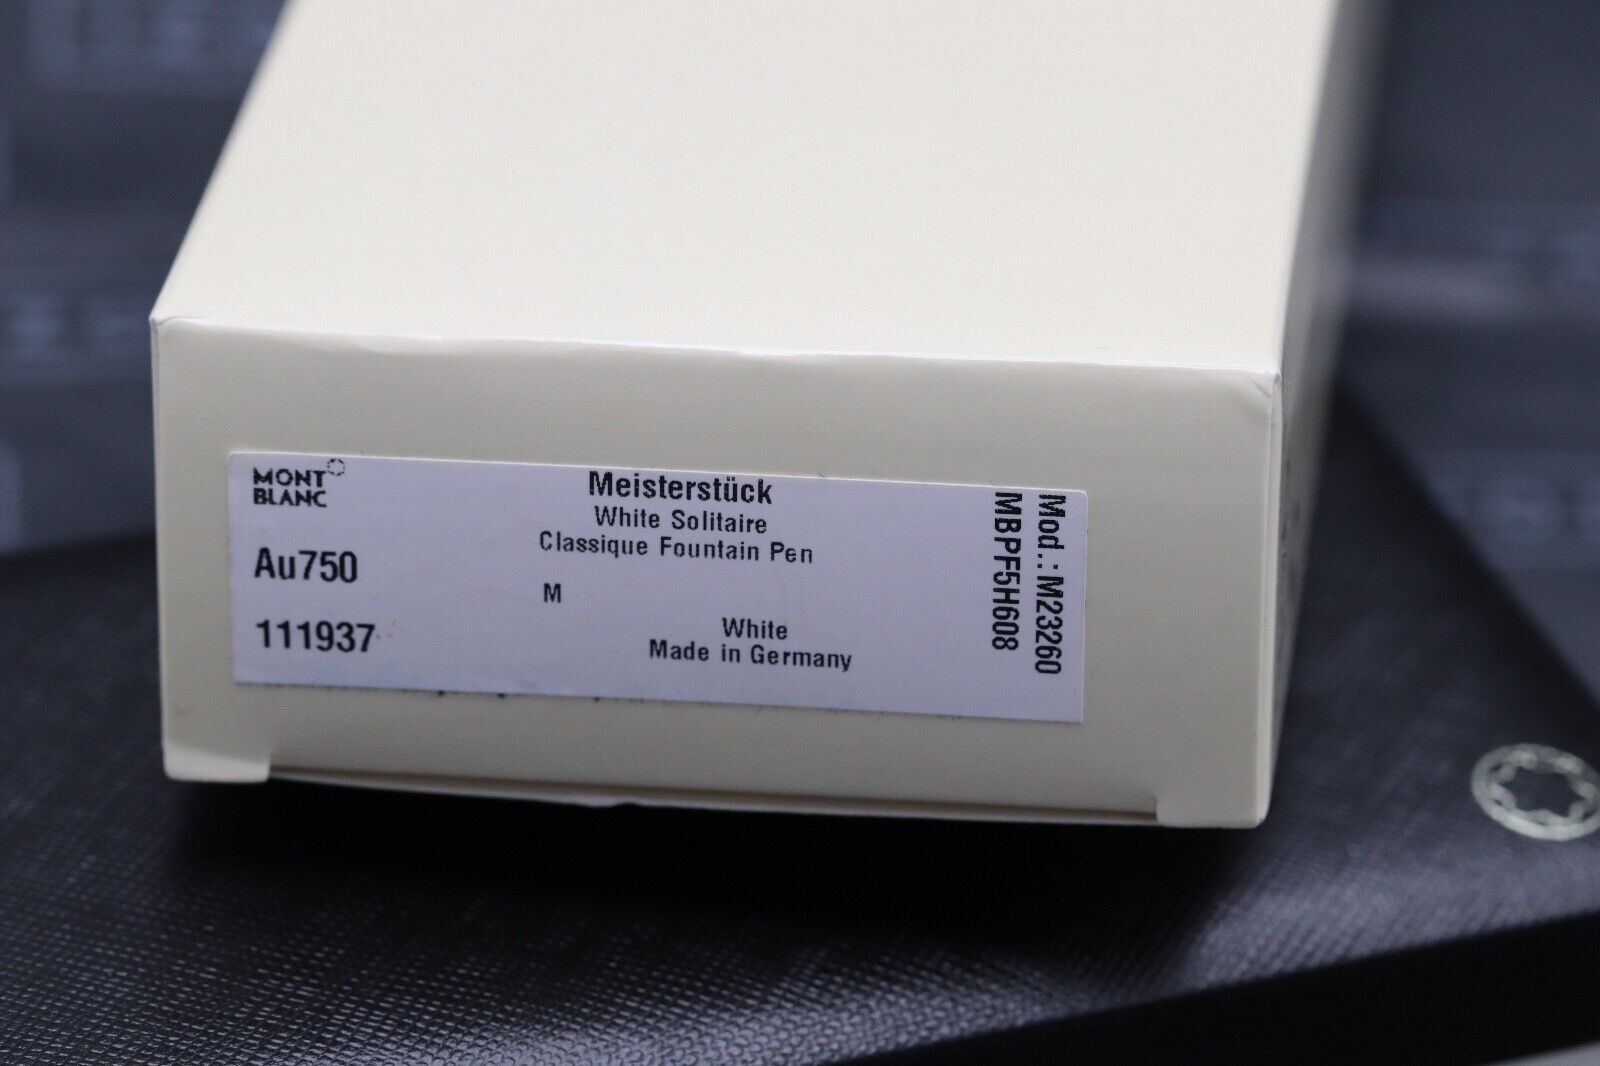 MONT
BLANC
Au750
111937
Meisterstück
White Solitaire
Classique Fountain Pen
M
White
Made in Germany
Mod.: M23260
MBPF5H608